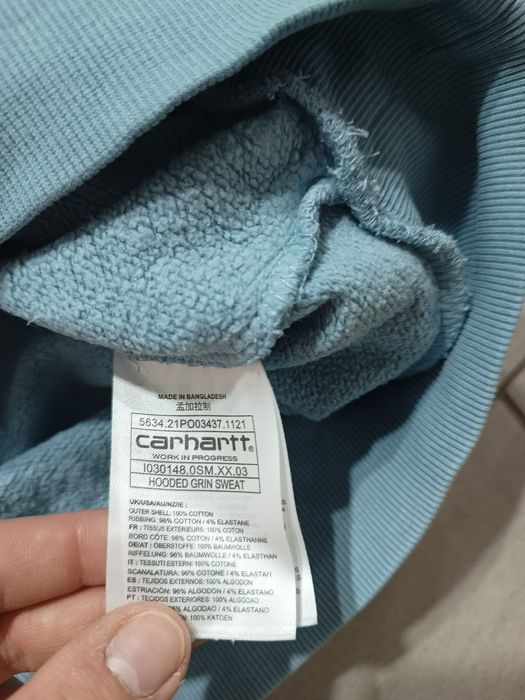 MADE IN BANGLADESH
孟加拉制
5634.21PO03437.1121
carhartt®
WORK IN PROGRESS
I030148.0SM.XX.03
HOODED GRIN SWEAT
UK/USA/AU/NZ/IE :
OUTER SHELL: 100% COTTON
RIBBING: 96% COTTON / 4% ELASTANE
FR : TISSUS EXTERIEURS: 100% COTON
BORD CÔTE: 96% COTON / 4% ELASTHANNE
DE/AT : OBERSTOFFE: 100% BAUMWOLLE
RIFFELUNG: 96% BAUMWOLLE / 4% ELASTHAN
IT : TESSUTI ESTERNI: 100% COTONE
SCANALATURA: 96% COTONE / 4% ELASTAN
ES : TEJIDOS EXTERNOS: 100% ALGODON
ESTRIACIÓN: 96% ALGODON / 4% ELASTANO
PT : TECIDOS EXTERNOS: 100% ALGODAO
96% ALGODAO / 4% ELASTANO
100% KATOEN